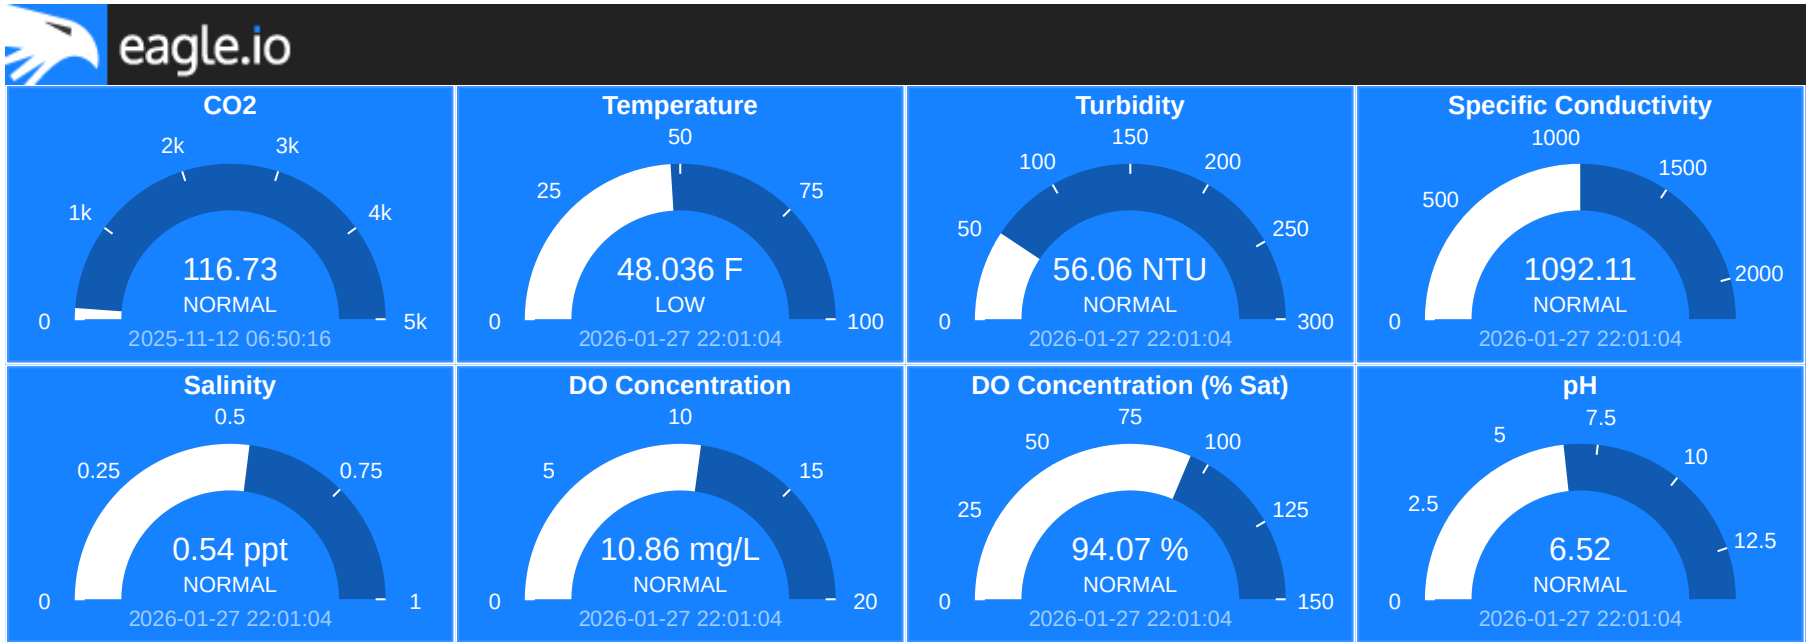 eagle.io
CO2
0
1k
2k
3k
4k
5k
116.73
NORMAL
2025-11-12 06:50:16
Temperature
0
25
50
75
100
48.036 F
LOW
2026-01-27 22:01:04
Turbidity
0
50
100
150
200
250
300
56.06 NTU
NORMAL
2026-01-27 22:01:04
Specific Conductivity
0
500
1000
1500
2000
1092.11
NORMAL
2026-01-27 22:01:04
Salinity
0
0.25
0.5
0.75
1
0.54 ppt
NORMAL
2026-01-27 22:01:04
DO Concentration
0
5
10
15
20
10.86 mg/L
NORMAL
2026-01-27 22:01:04
DO Concentration (% Sat)
0
25
50
75
100
125
150
94.07 %
NORMAL
2026-01-27 22:01:04
pH
0
2.5
5
7.5
10
12.5
6.52
NORMAL
2026-01-27 22:01:04